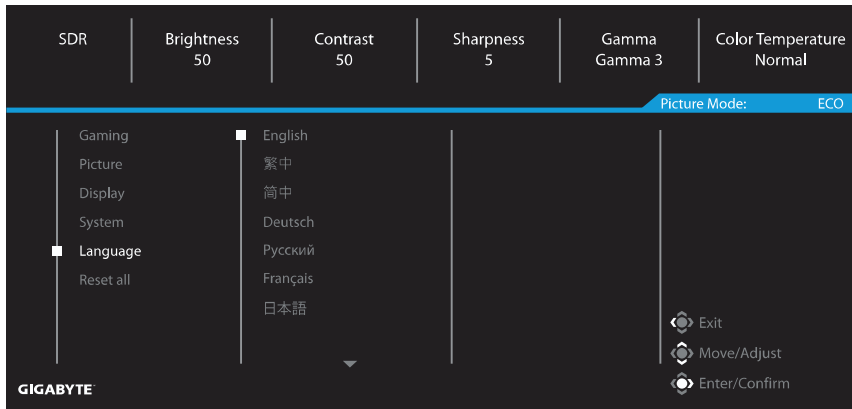 SDR
Brightness
50
Contrast
50
Sharpness
5
Gamma
Gamma 3
Color Temperature
Normal
Picture Mode: ECO
Gaming
Picture
Display
System
Language
Reset all
English
繁中
简中
Deutsch
Русский
Français
日本語
Exit
Move/Adjust
Enter/Confirm
GIGABYTE